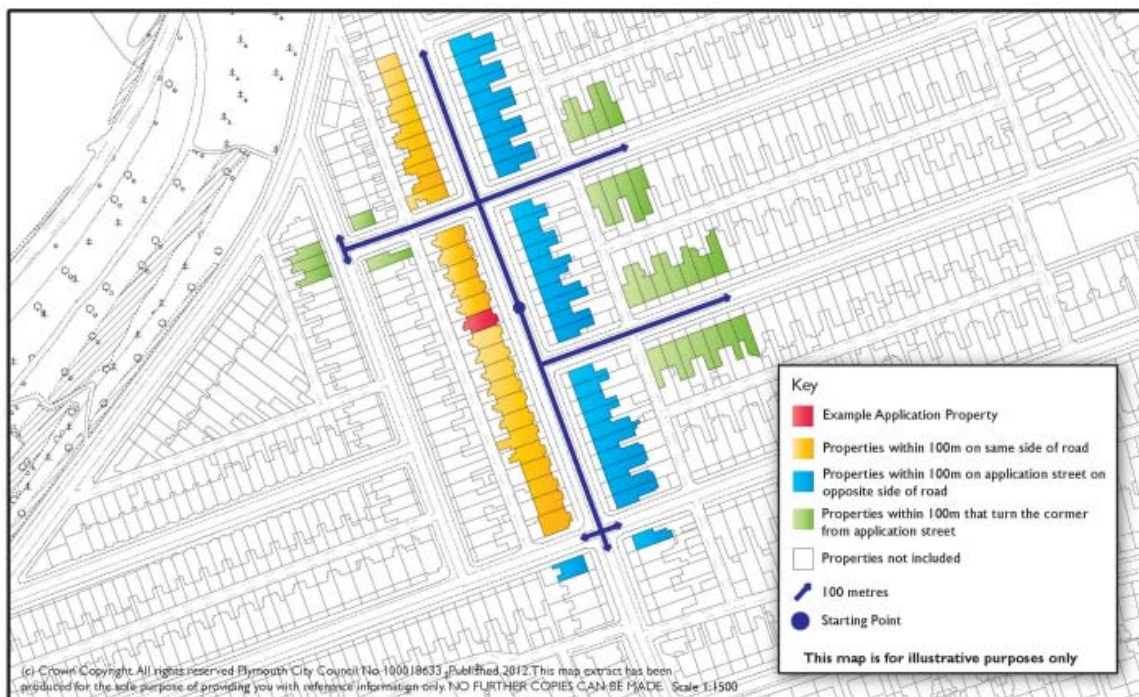 Key
Example Application Property
Properties within 100m on same side of road
Properties within 100m on application street on
opposite side of road
Properties within 100m that turn the cormer
from application street
Properties not included
100 metres
Starting Point
This map is for illustrative purposes only
(c) Crown Copyright. All rights reserved Plymouth City Council No 100018633 Published 2012. This map extract has been
produced for the sole purpose of providing you with reference information only. NO FURTHER COPIES CAN BE MADE. Scale 1:1500